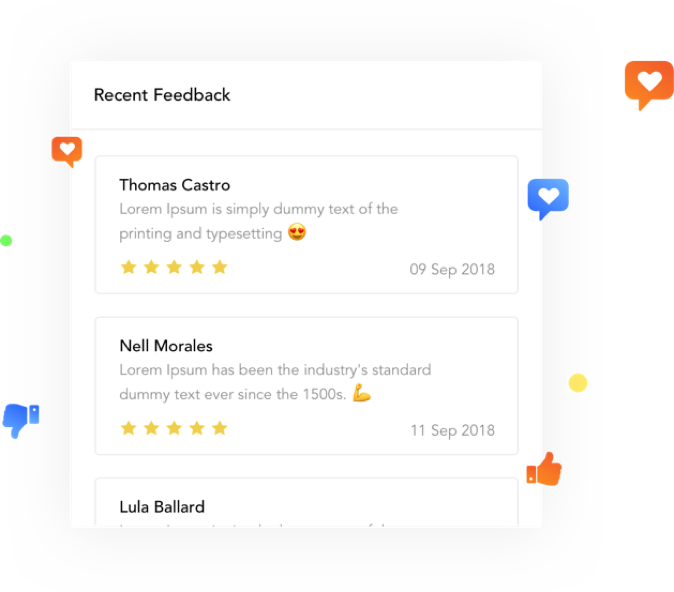 Recent Feedback
Thomas Castro
Lorem Ipsum is simply dummy text of the
printing and typesetting 😍
09 Sep 2018
Nell Morales
Lorem Ipsum has been the industry's standard
dummy text ever since the 1500s. 💪
11 Sep 2018
Lula Ballard